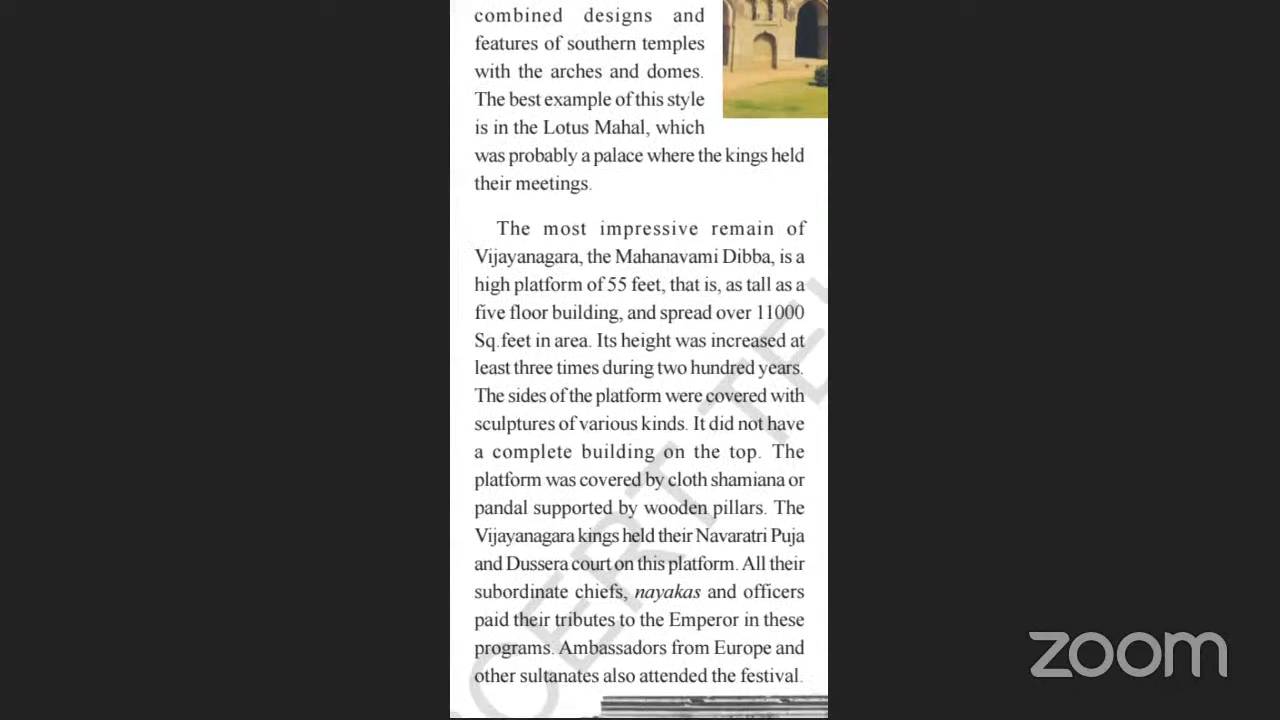 combined designs and
features of southern temples
with the arches and domes.
The best example of this style
is in the Lotus Mahal, which
was probably a palace where the kings held
their meetings.
The most impressive remain of
Vijayanagara, the Mahanavami Dibba, is a
high platform of 55 feet, that is, as tall as a
five floor building, and spread over 11000
Sq.feet in area. Its height was increased at
least three times during two hundred years.
The sides of the platform were covered with
sculptures of various kinds. It did not have
a complete building on the top. The
platform was covered by cloth shamiana or
pandal supported by wooden pillars. The
Vijayanagara kings held their Navaratri Puja
and Dussera court on this platform. All their
subordinate chiefs, nayakas and officers
paid their tributes to the Emperor in these
programs. Ambassadors from Europe and
other sultanates also attended the festival.
CERT TE
zoom